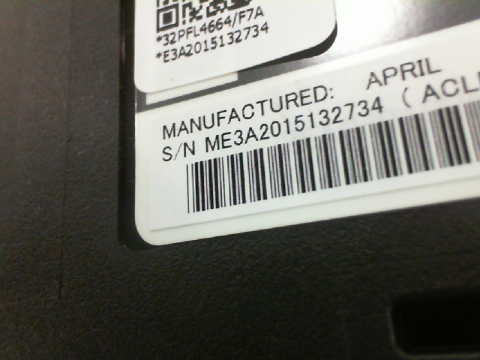 *32PFL4664/F7A
*E3A2015132734
MANUFACTURED: APRIL
S/N ME3A2015132734 ( ACL